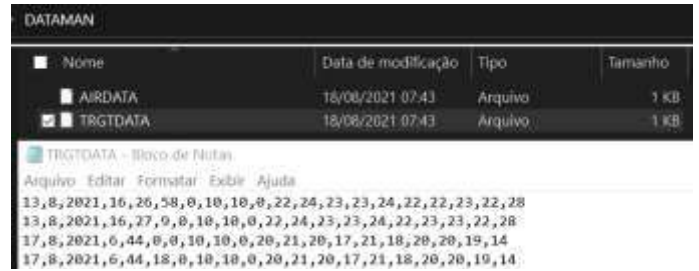 DATAMAN
Nome Data de modificação Tipo Tamanho
AIRDATA 18/08/2021 07:43 Arquivo 1 KB
TRGTDATA 18/08/2021 07:43 Arquivo 1 KB
TRGTDATA - Bloco de Notas
Arquivo Editar Formatar Exibir Ajuda
13,8,2021,16,26,58,0,10,10,0,22,24,23,23,24,22,22,23,22,28
13,8,2021,16,27,9,0,10,10,0,22,24,23,23,24,22,23,23,22,28
17,8,2021,6,44,0,0,10,10,0,20,21,20,17,21,18,20,20,19,14
17,8,2021,6,44,18,0,10,10,0,20,21,20,17,21,18,20,20,19,14